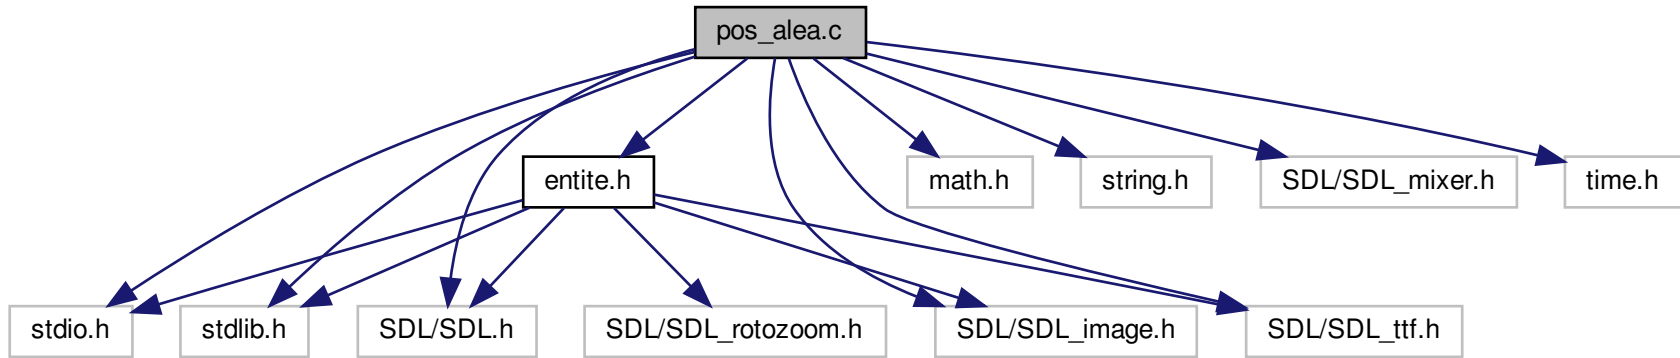 pos_alea.c
entite.h
math.h
string.h
SDL/SDL_mixer.h
time.h
stdio.h
stdlib.h
SDL/SDL.h
SDL/SDL_rotozoom.h
SDL/SDL_image.h
SDL/SDL_ttf.h